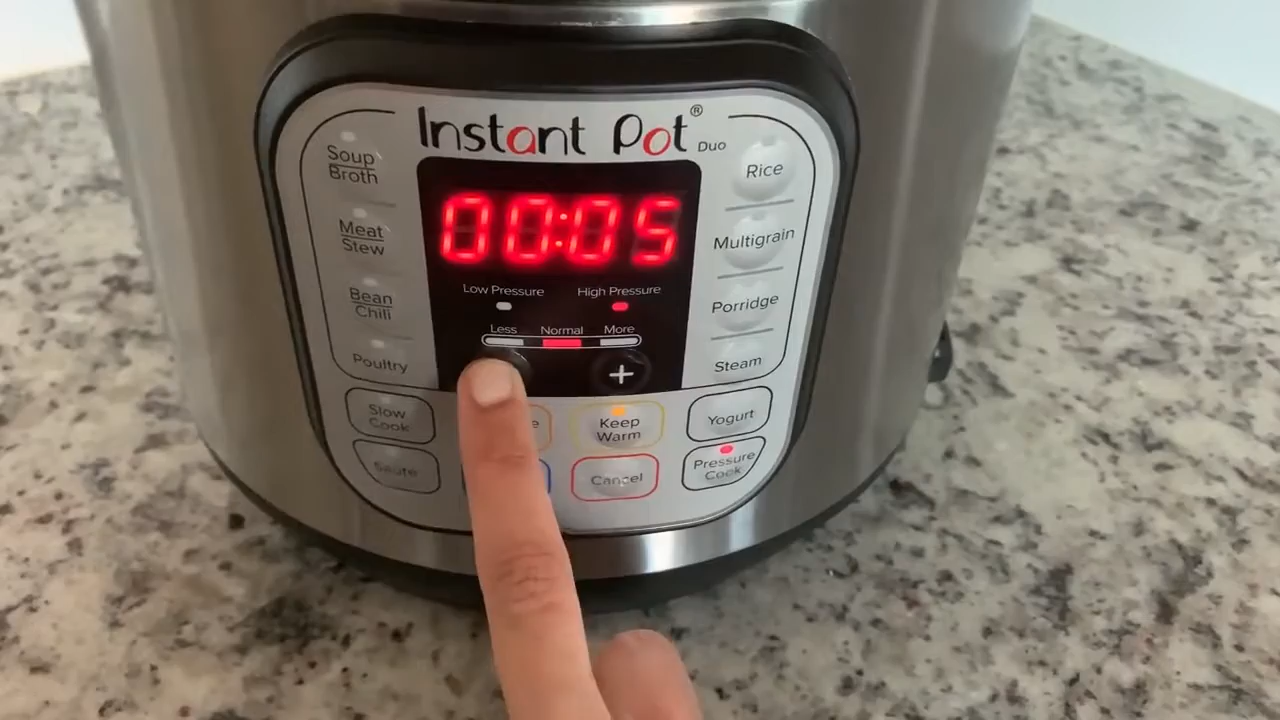 Instant Pot® Duo
00:05
Low Pressure
High Pressure
Less
Normal
More
+
Soup
Broth
Meat
Stew
Bean
Chili
Poultry
Slow
Cook
Saute
Rice
Multigrain
Porridge
Steam
Keep
Warm
Yogurt
Cancel
Pressure
Cook